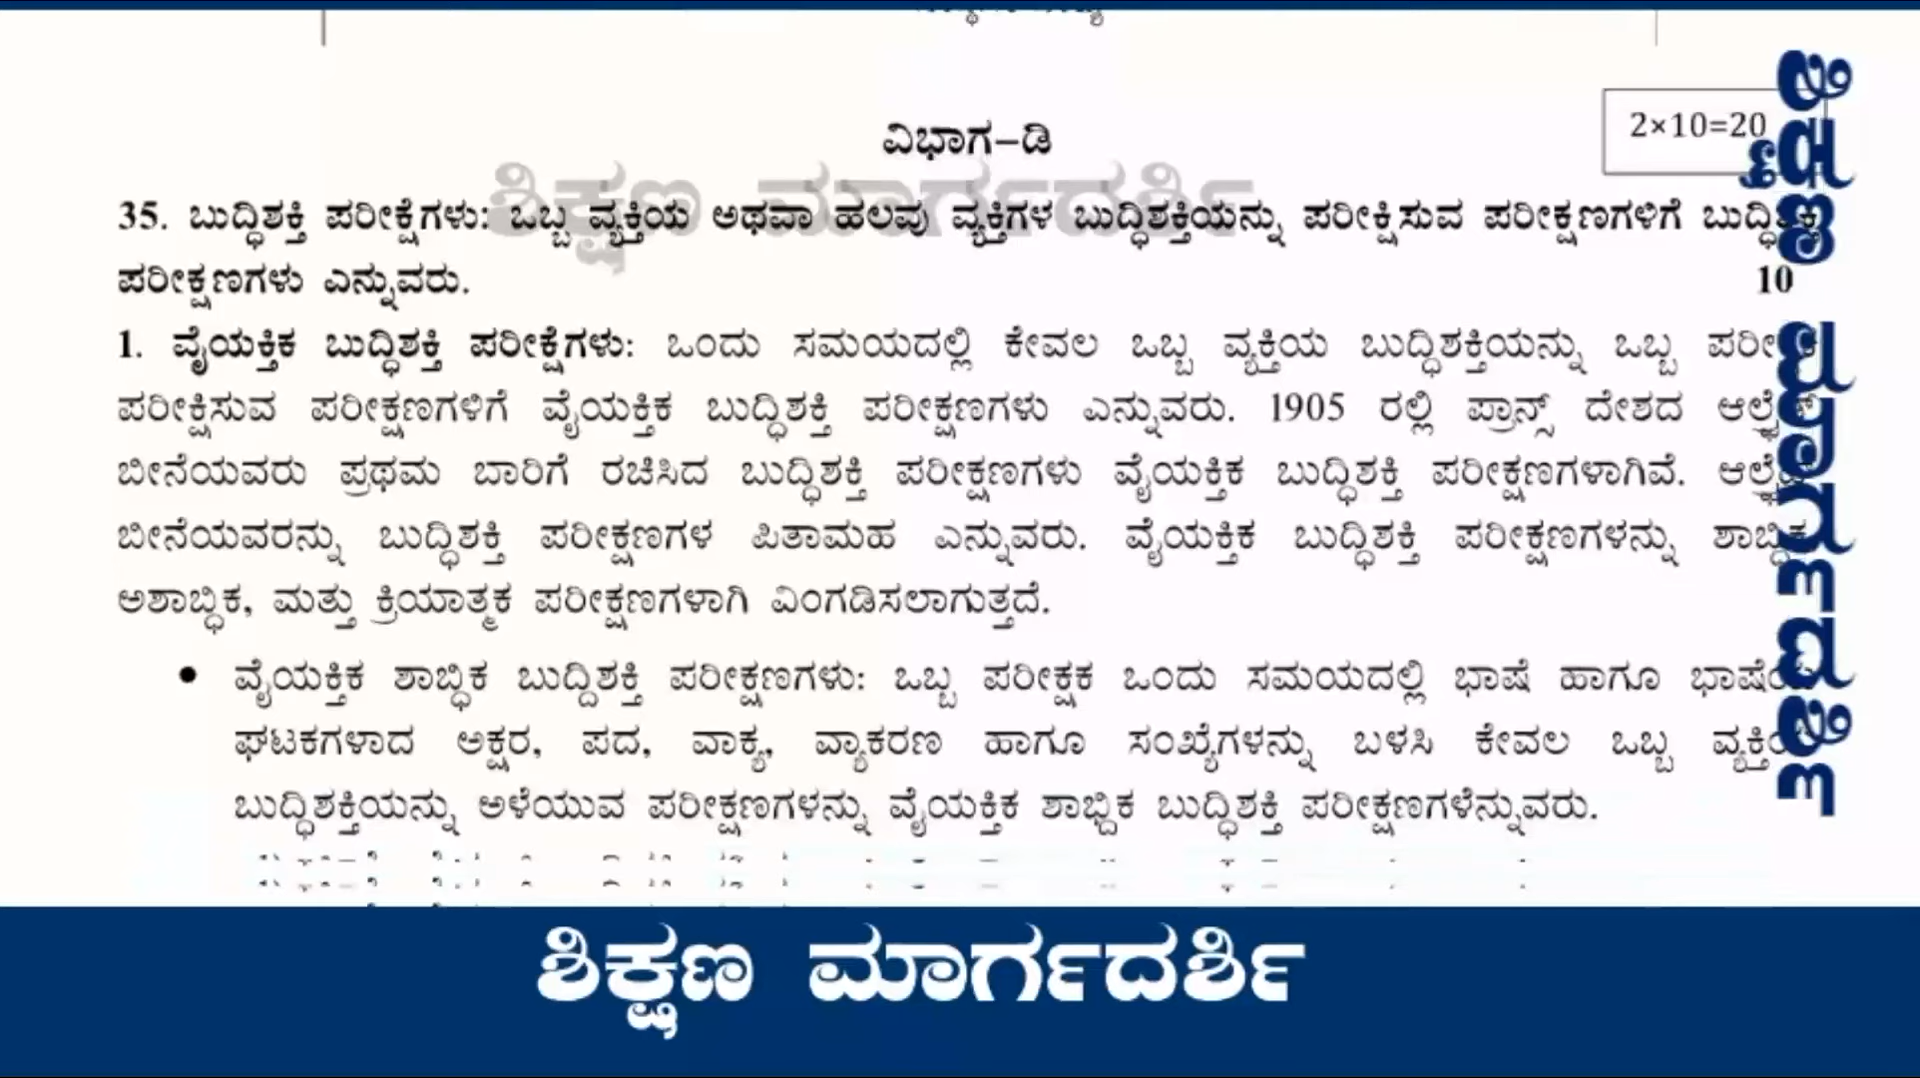 ವಿಭಾಗ-ಡಿ
2×10=20
ಶಿಕ್ಷಣ ಮಾರ್ಗದರ್ಶಿ
35. ಬುದ್ಧಿಶಕ್ತಿ ಪರೀಕ್ಷೆಗಳು: ಒಬ್ಬ ವ್ಯಕ್ತಿಯ ಅಥವಾ ಹಲವು ವ್ಯಕ್ತಿಗಳ ಬುದ್ಧಿಶಕ್ತಿಯನ್ನು ಪರೀಕ್ಷಿಸುವ ಪರೀಕ್ಷಣಗಳಿಗೆ
ಪರೀಕ್ಷಣಗಳು ಎನ್ನುವರು. 10
1. ವೈಯಕ್ತಿಕ ಬುದ್ಧಿಶಕ್ತಿ ಪರೀಕ್ಷೆಗಳು: ಒಂದು ಸಮಯದಲ್ಲಿ ಕೇವಲ ಒಬ್ಬ ವ್ಯಕ್ತಿಯ ಬುದ್ಧಿಶಕ್ತಿಯನ್ನು ಒಬ್ಬ
ಪರೀಕ್ಷಿಸುವ ಪರೀಕ್ಷಣಗಳಿಗೆ ವೈಯಕ್ತಿಕ ಬುದ್ಧಿಶಕ್ತಿ ಪರೀಕ್ಷಣಗಳು ಎನ್ನುವರು. 1905 ರಲ್ಲಿ ಪ್ರಾನ್ಸ್ ದೇಶದ
ಬೀನೆಯವರು ಪ್ರಥಮ ಬಾರಿಗೆ ರಚಿಸಿದ ಬುದ್ಧಿಶಕ್ತಿ ಪರೀಕ್ಷಣಗಳು ವೈಯಕ್ತಿಕ ಬುದ್ಧಿಶಕ್ತಿ ಪರೀಕ್ಷಣಗಳಾಗಿವೆ.
ಬೀನೆಯವರನ್ನು ಬುದ್ಧಿಶಕ್ತಿ ಪರೀಕ್ಷಣಗಳ ಪಿತಾಮಹ ಎನ್ನುವರು. ವೈಯಕ್ತಿಕ ಬುದ್ಧಿಶಕ್ತಿ ಪರೀಕ್ಷಣಗಳನ್ನು
ಅಶಾಬ್ಧಿಕ, ಮತ್ತು ಕ್ರಿಯಾತ್ಮಕ ಪರೀಕ್ಷಣಗಳಾಗಿ ವಿಂಗಡಿಸಲಾಗುತ್ತದೆ.
• ವೈಯಕ್ತಿಕ ಶಾಬ್ಧಿಕ ಬುದ್ದಿಶಕ್ತಿ ಪರೀಕ್ಷಣಗಳು: ಒಬ್ಬ ಪರೀಕ್ಷಕ ಒಂದು ಸಮಯದಲ್ಲಿ ಭಾಷೆ ಹಾಗೂ
ಘಟಕಗಳಾದ ಅಕ್ಷರ, ಪದ, ವಾಕ್ಯ, ವ್ಯಾಕರಣ ಹಾಗೂ ಸಂಖ್ಯೆಗಳನ್ನು ಬಳಸಿ ಕೇವಲ ಒಬ್ಬ
ಬುದ್ಧಿಶಕ್ತಿಯನ್ನು ಅಳೆಯುವ ಪರೀಕ್ಷಣಗಳನ್ನು ವೈಯಕ್ತಿಕ ಶಾಬ್ದಿಕ ಬುದ್ಧಿಶಕ್ತಿ ಪರೀಕ್ಷಣಗಳೆನ್ನುವರು.
ಶಿಕ್ಷಣ ಮಾರ್ಗದರ್ಶಿ
ಶಿಕ್ಷಣ ಮಾರ್ಗದರ್ಶಿ